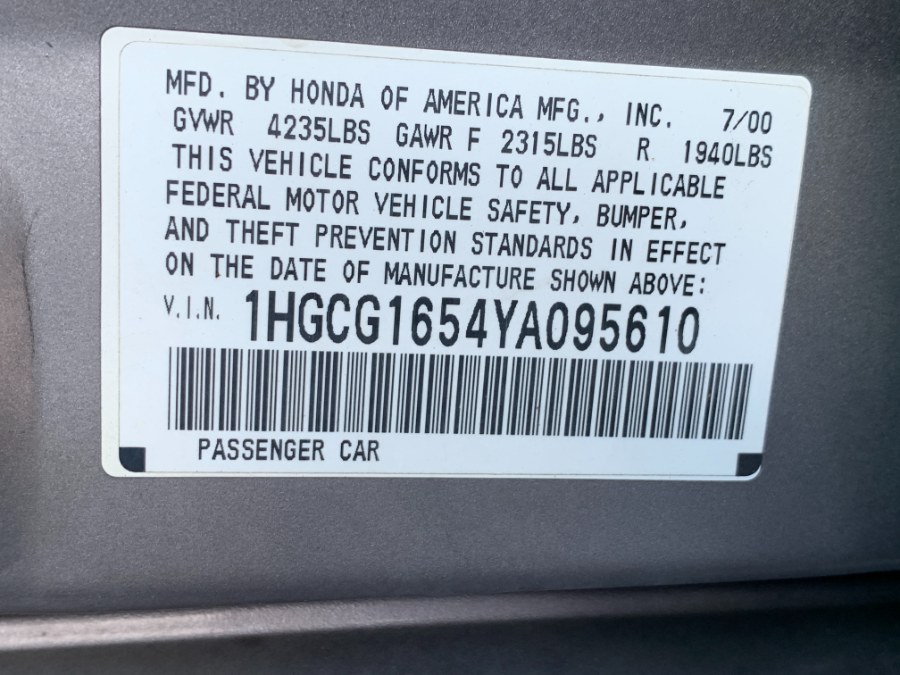 MFD. BY HONDA OF AMERICA MFG., INC. 7/00
GVWR 4235LBS GAWR F 2315LBS R 1940LBS
THIS VEHICLE CONFORMS TO ALL APPLICABLE
FEDERAL MOTOR VEHICLE SAFETY, BUMPER,
AND THEFT PREVENTION STANDARDS IN EFFECT
ON THE DATE OF MANUFACTURE SHOWN ABOVE:
V.I.N. 1HGCG1654YA095610
PASSENGER CAR